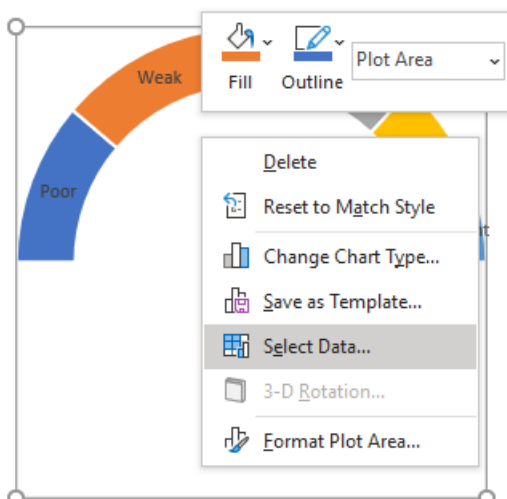 Weak
Poor
Fill
Outline
Plot Area
Delete
Reset to Match Style
Change Chart Type...
Save as Template...
Select Data...
3-D Rotation...
Format Plot Area...